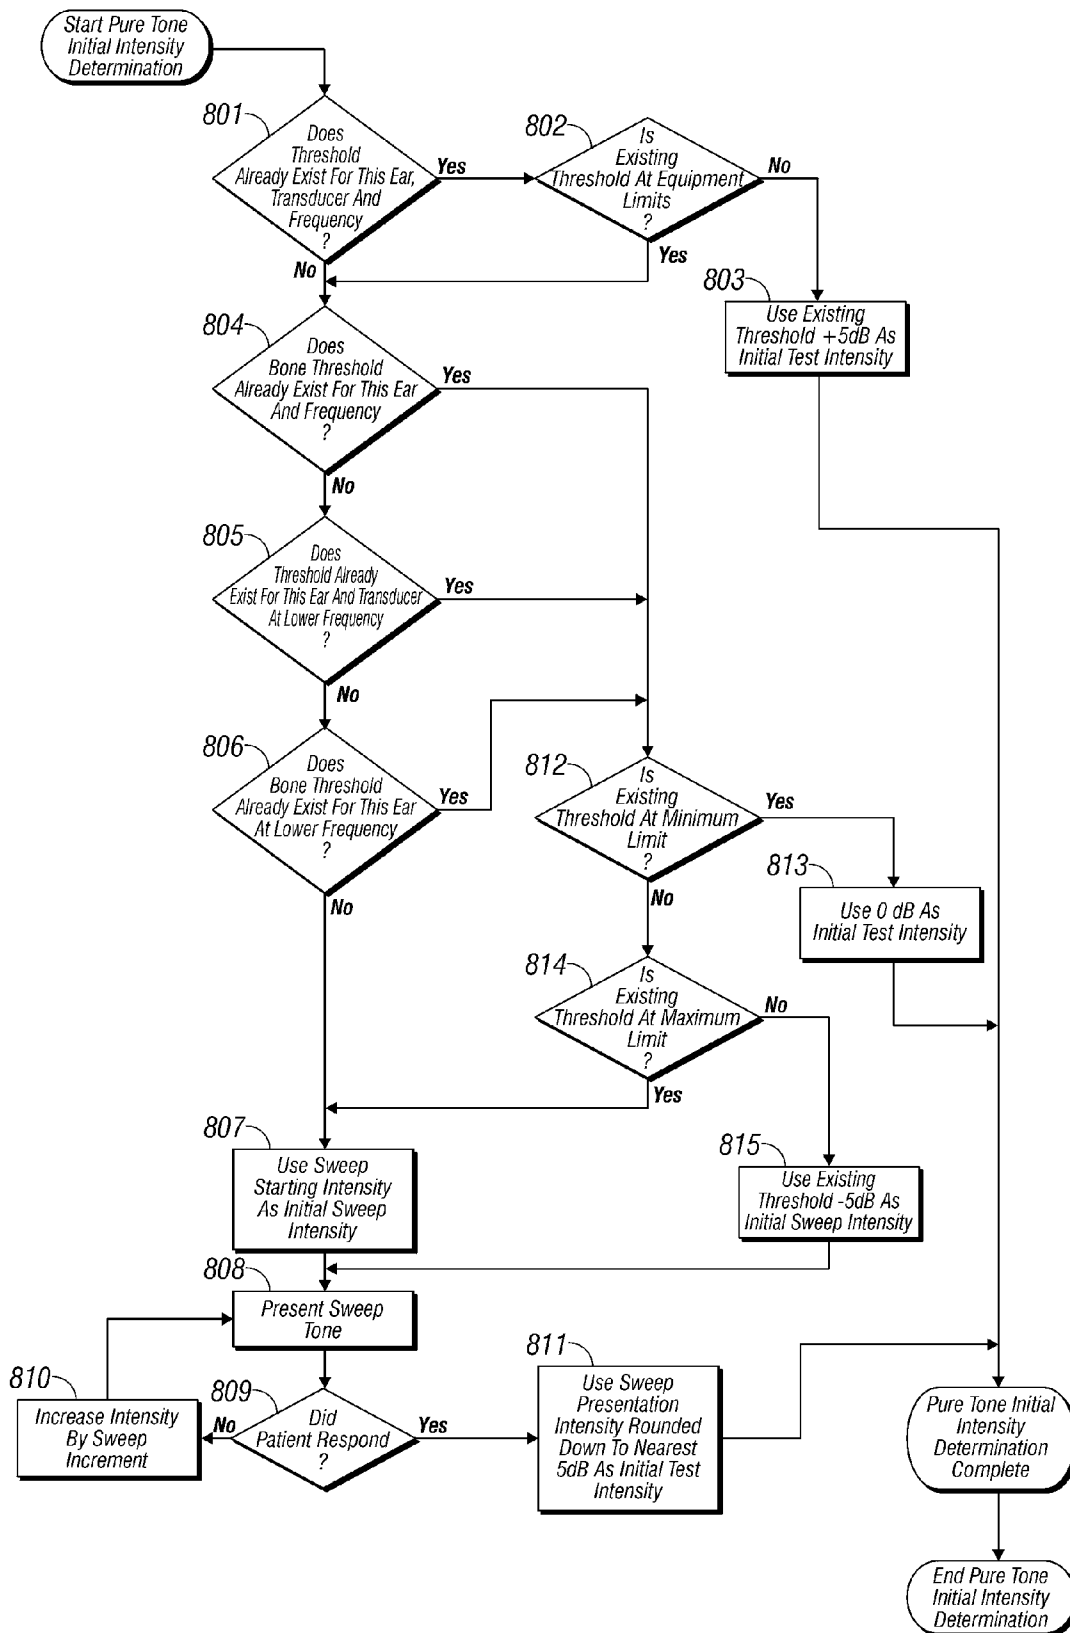 Start Pure Tone
Initial Intensity
Determination
801
Does
Threshold
Already Exist For This Ear,
Transducer And
Frequency
?
Yes
No
802
Is
Existing
Threshold At Equipment
Limits
?
No
Yes
803
Use Existing
Threshold +5dB As
Initial Test Intensity
804
Does
Bone Threshold
Already Exist For This Ear
And Frequency
?
Yes
No
805
Does
Threshold Already
Exist For This Ear And Transducer
At Lower Frequency
?
Yes
No
806
Does
Bone Threshold
Already Exist For This Ear
At Lower Frequency
?
Yes
No
812
Is
Existing
Threshold At Minimum
Limit
?
Yes
No
813
Use 0 dB As
Initial Test Intensity
814
Is
Existing
Threshold At Maximum
Limit
?
No
Yes
807
Use Sweep
Starting Intensity
As Initial Sweep
Intensity
815
Use Existing
Threshold -5dB As
Initial Sweep Intensity
808
Present Sweep
Tone
810
Increase Intensity
By Sweep
Increment
809
Did
Patient Respond
?
No
Yes
811
Use Sweep
Presentation
Intensity Rounded
Down To Nearest
5dB As Initial Test
Intensity
Pure Tone Initial
Intensity
Determination
Complete
End Pure Tone
Initial Intensity
Determination